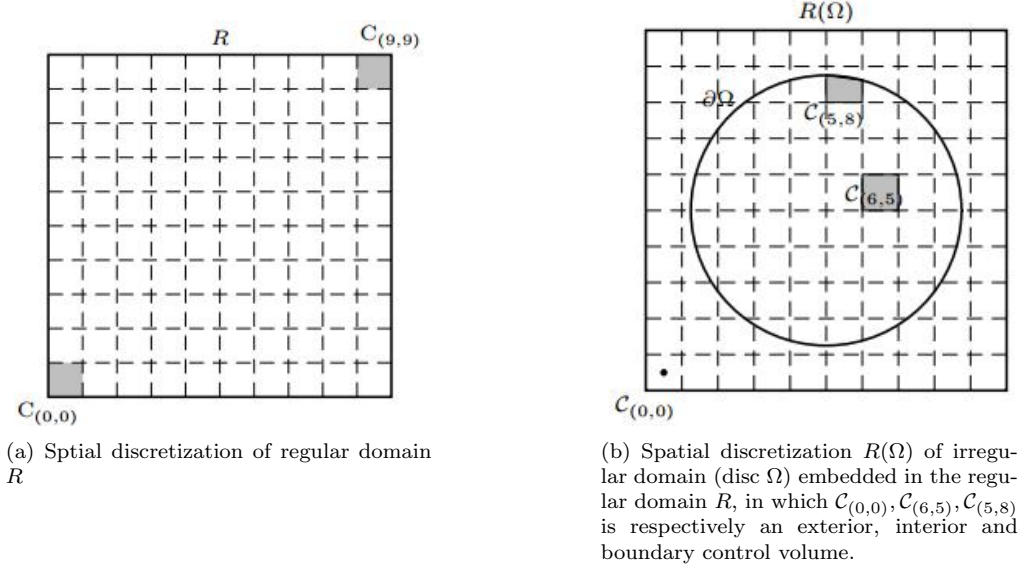 R
C(9,9)
C(0,0)
(a) Sptial discretization of regular domain
R
R(Ω)
∂Ω
𝒞(5,8)
𝒞(6,5)
𝒞(0,0)
(b) Spatial discretization R(Ω) of irregu-
lar domain (disc Ω) embedded in the regu-
lar domain R, in which 𝒞(0,0), 𝒞(6,5), 𝒞(5,8)
is respectively an exterior, interior and
boundary control volume.